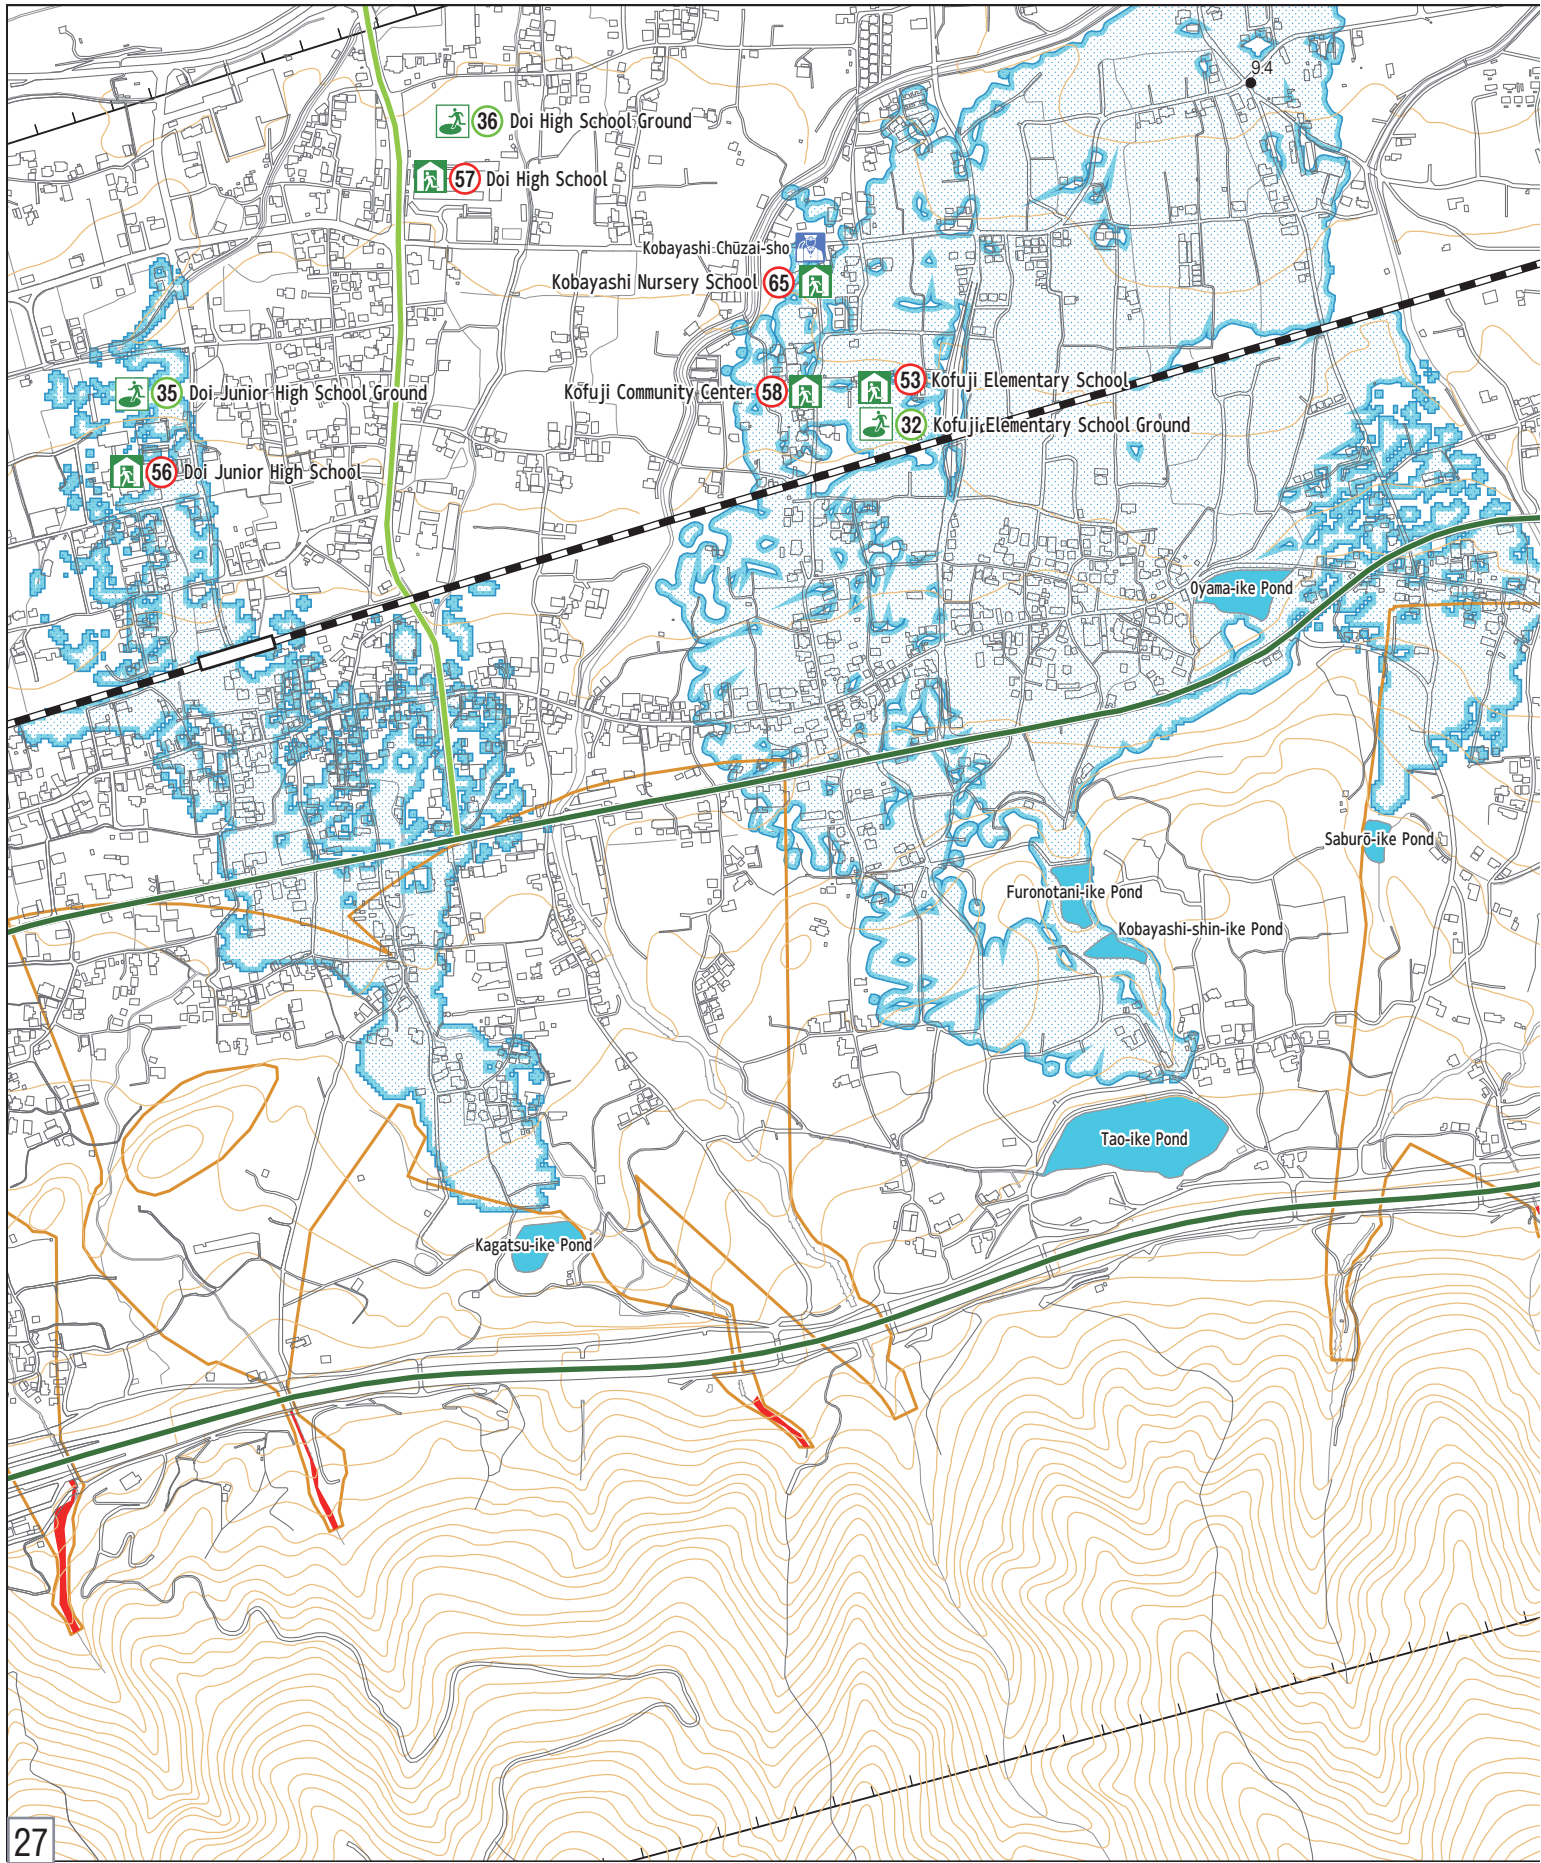 94
36 Doi High School Ground
57 Doi High School
Kobayashi Chūzai-sho
Kobayashi Nursery School 65
35 Doi Junior High School Ground
Kofuji Community Center 58
53 Kofuji Elementary School
32 Kofuji Elementary School Ground
56 Doi Junior High School
Oyama-ike Pond
Saburō-ike Pond
Furonotani-ike Pond
Kobayashi-shin-ike Pond
Tao-ike Pond
Kagatsu-ike Pond
27